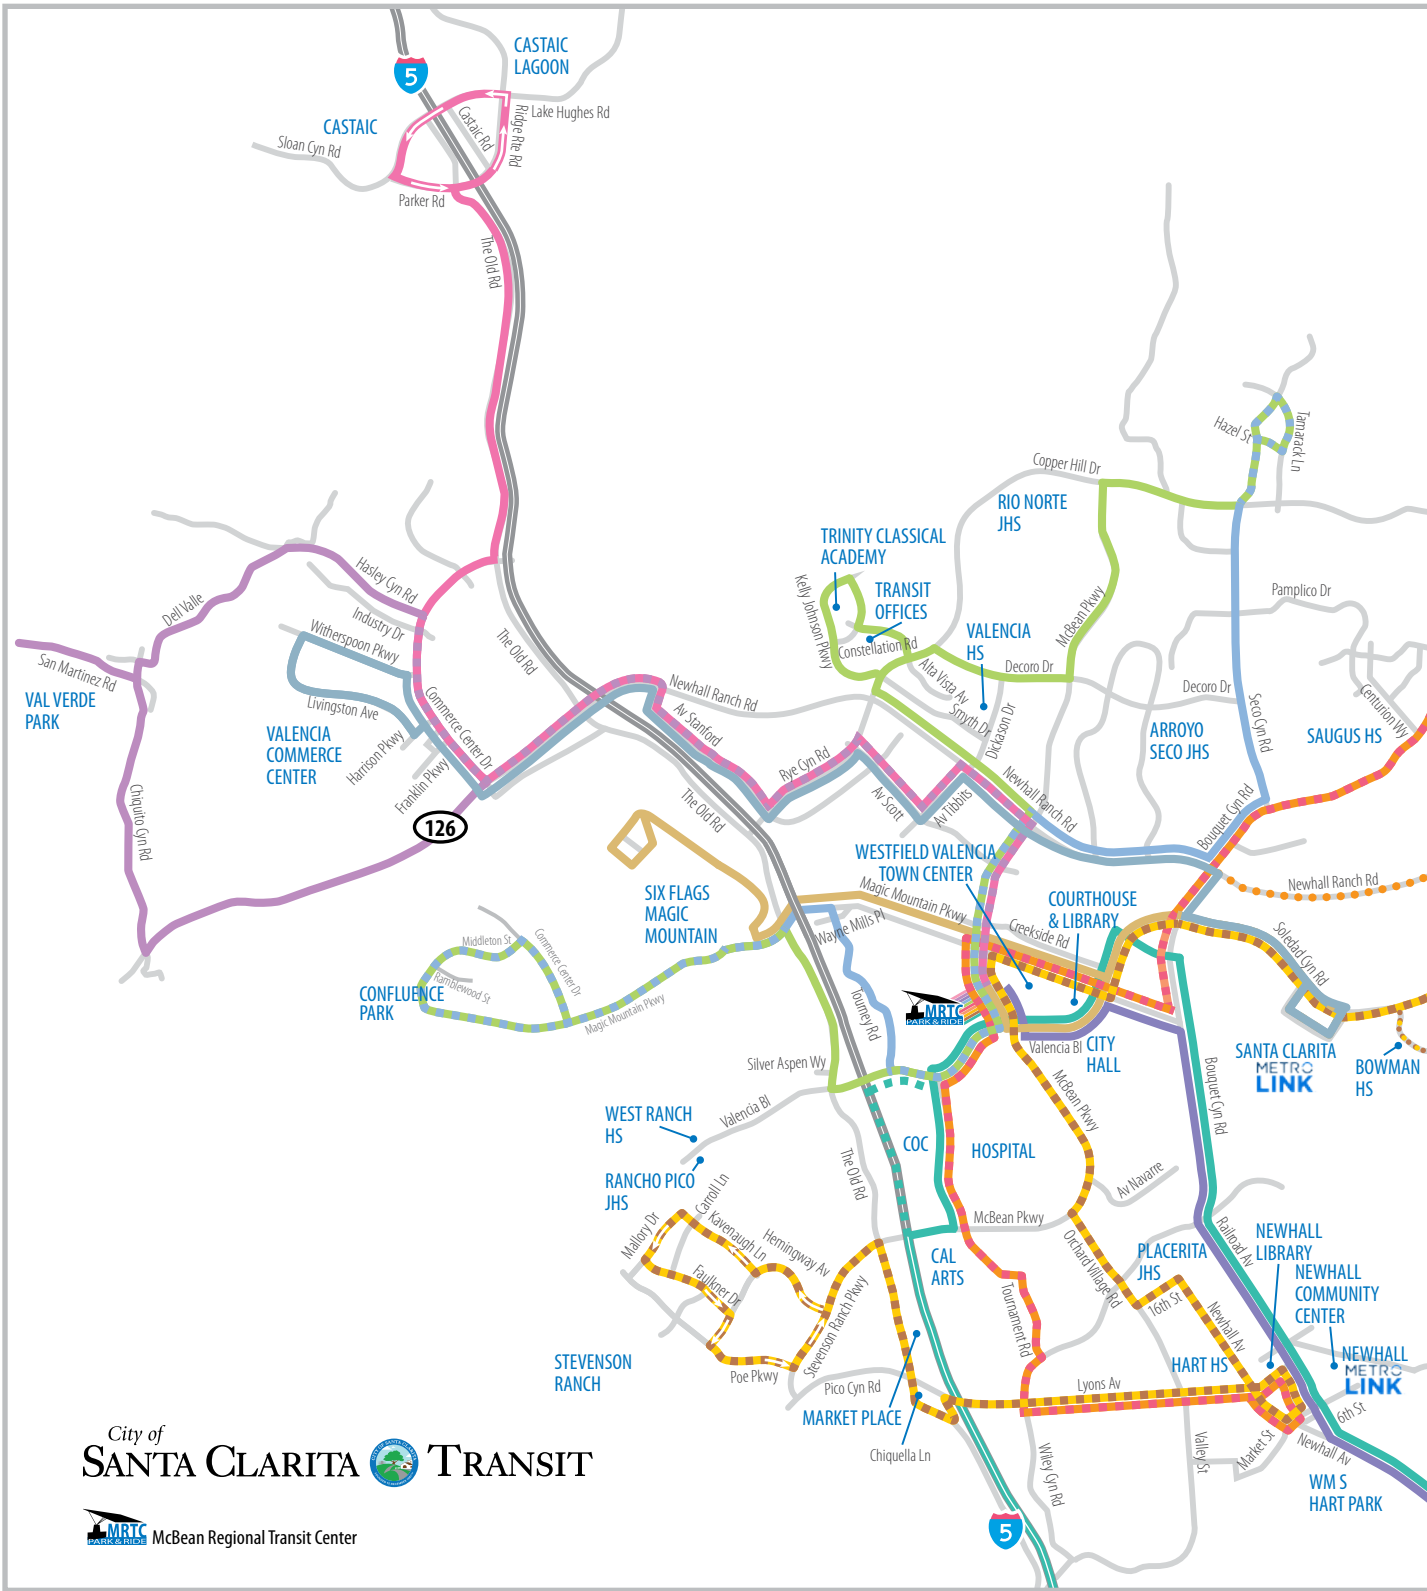 CASTAIC
LAGOON
5
Lake Hughes Rd
Castaic Rd
Ridge Rte Rd
CASTAIC
Sloan Cyn Rd
Parker Rd
The Old Rd
Hazel St
Tamarack Ln
Copper Hill Dr
RIO NORTE
JHS
TRINITY CLASSICAL
ACADEMY
TRANSIT
OFFICES
Kelly Johnson Pkwy
Constellation Rd
VALENCIA
HS
McBean Pkwy
Pamplico Dr
Hasley Cyn Rd
Dell Valle
Industry Dr
Witherspoon Pkwy
The Old Rd
San Martinez Rd
VAL VERDE
PARK
Livingston Ave
VALENCIA
COMMERCE
CENTER
Harrison Pkwy
Franklin Pkwy
Commerce Center Dr
126
Chiquito Cyn Rd
Newhall Ranch Rd
Av Stanford
Alta Vista Av
Smyth Dr
Dickason Dr
Decoro Dr
Decoro Dr
ARROYO
SECO JHS
Seco Cyn Rd
Centurion Wy
SAUGUS HS
Rye Cyn Rd
Av Scott
Av Tibbits
Newhall Ranch Rd
Bouquet Cyn Rd
The Old Rd
WESTFIELD VALENCIA
TOWN CENTER
Magic Mountain Pkwy
COURTHOUSE
& LIBRARY
Newhall Ranch Rd
SIX FLAGS
MAGIC
MOUNTAIN
Wayne Mills Pl
Creekside Rd
Soledad Cyn Rd
Middleton St
Commerce Center Dr
Ramblewood St
CONFLUENCE
PARK
Magic Mountain Pkwy
Tourney Rd
MRTC
PARK & RIDE
Valencia Bl
CITY
HALL
SANTA CLARITA
METRO
LINK
BOWMAN
HS
Silver Aspen Wy
McBean Pkwy
Bouquet Cyn Rd
WEST RANCH
HS
Valencia Bl
COC
HOSPITAL
RANCHO PICO
JHS
The Old Rd
Av Navarre
Carroll Ln
Mallory Dr
Kavenaugh Ln
Hemingway Av
McBean Pkwy
Faulkner Dr
Stevenson Ranch Pkwy
CAL
ARTS
Orchard Village Rd
PLACERITA
JHS
Railroad Av
NEWHALL
LIBRARY
NEWHALL
COMMUNITY
CENTER
16th St
Newhall Av
Tournament Rd
STEVENSON
RANCH
Poe Pkwy
Pico Cyn Rd
HART HS
NEWHALL
METRO
LINK
Lyons Av
MARKET PLACE
6th St
Chiquella Ln
Wiley Cyn Rd
Valley St
Market St
Newhall Av
WM S
HART PARK
City of
SANTA CLARITA TRANSIT
5
MRTC
PARK & RIDE
McBean Regional Transit Center